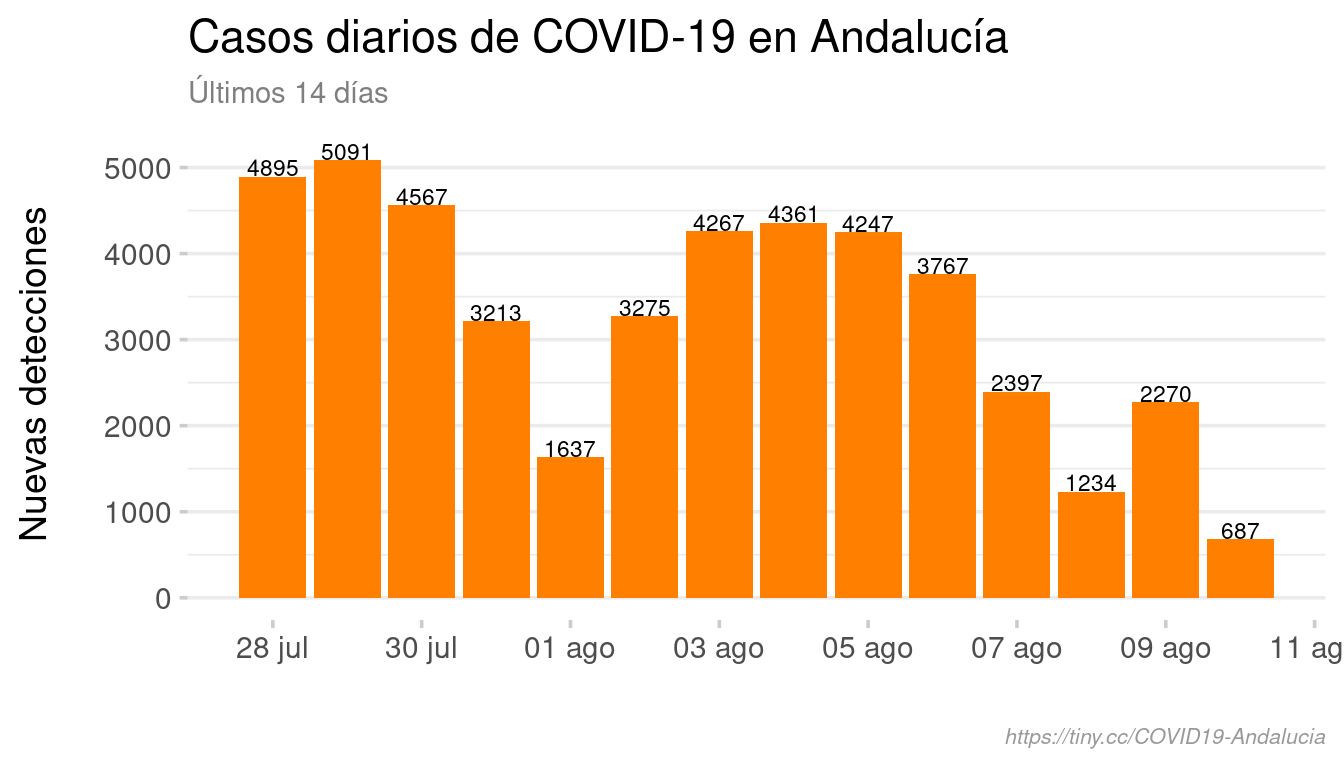 Casos diarios de COVID-19 en Andalucía
Últimos 14 días
Nuevas detecciones
5000
4000
3000
2000
1000
0
4895
5091
4567
3213
1637
3275
4267
4361
4247
3767
2397
1234
2270
687
28 jul
30 jul
01 ago
03 ago
05 ago
07 ago
09 ago
11 ag
https://tiny.cc/COVID19-Andalucia